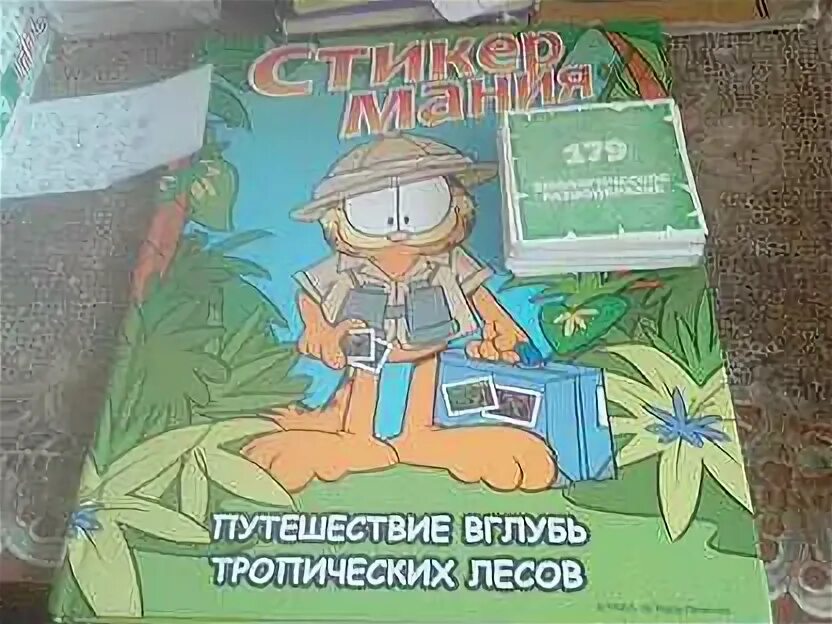 СТИКЕР
МАНИЯ
179
ПУТЕШЕСТВИЕ ВГЛУБЬ
ТРОПИЧЕСКИХ ЛЕСОВ